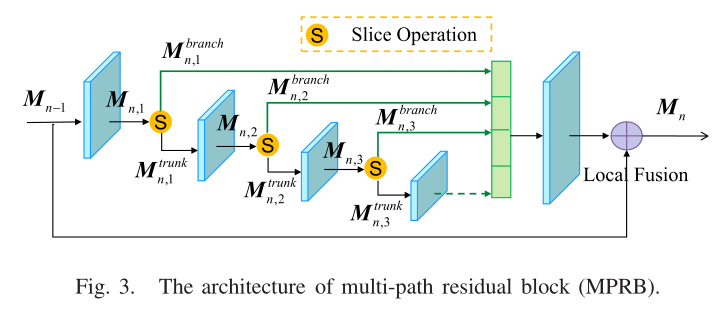 S Slice Operation
M_{n,1}^{branch}
M_{n,2}^{branch}
M_{n-1} M_{n,1} S M_{n,2} S M_{n,3}^{branch} M_n
M_{n,3} S
M_{n,1}^{trunk} M_{n,2}^{trunk} M_{n,3}^{trunk} Local Fusion
Fig. 3. The architecture of multi-path residual block (MPRB).